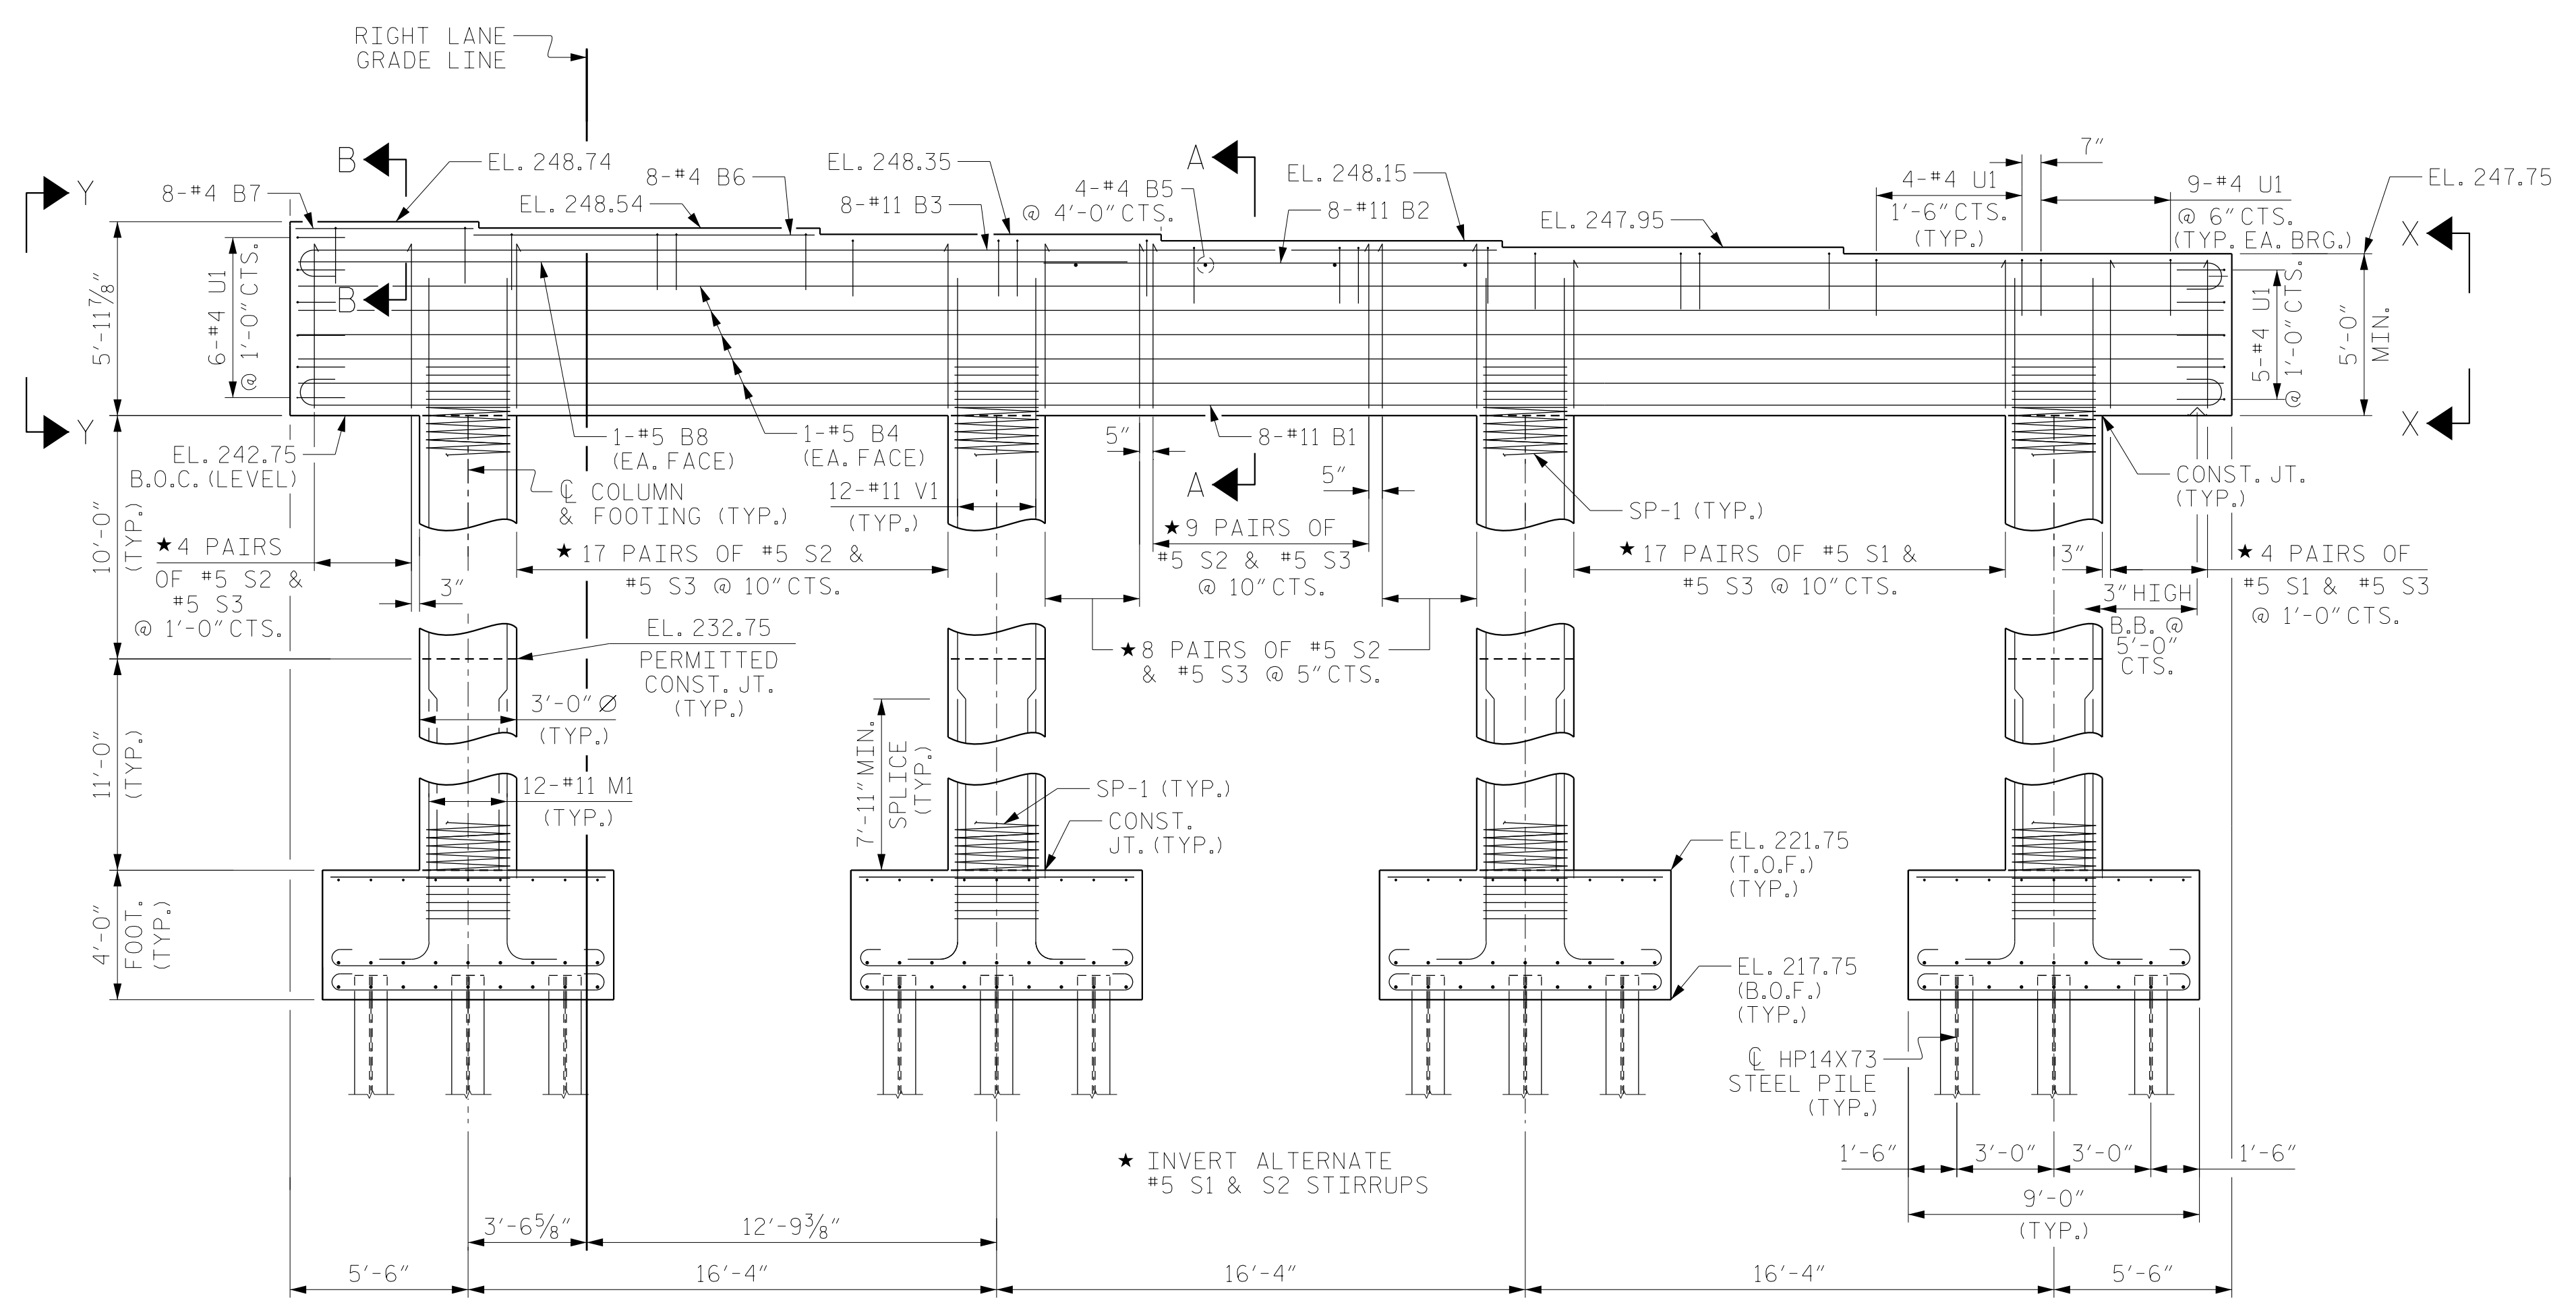 RIGHT LANE
GRADE LINE
B
EL. 248.74
8-#4 B6
EL. 248.35
A
4-#4 B5
@ 4'-0" CTS.
EL. 248.15
7"
4-#4 U1
1'-6" CTS.
(TYP.)
9-#4 U1
@ 6" CTS.
(TYP. EA. BRG.)
EL. 247.75
Y
8-#4 B7
EL. 248.54
8-#11 B3
8-#11 B2
EL. 247.95
X
5'-11 7/8"
6-#4 U1
@ 1'-0" CTS.
B
5-#4 U1
@ 1'-0" CTS.
5'-0"
MIN.
Y
X
EL. 242.75
B.O.C. (LEVEL)
1-#5 B8
(EA. FACE)
1-#5 B4
(EA. FACE)
5"
8-#11 B1
A
5"
℄ COLUMN
& FOOTING (TYP.)
12-#11 V1
(TYP.)
SP-1 (TYP.)
CONST. JT.
(TYP.)
10'-0"
(TYP.)
★4 PAIRS
OF #5 S2 &
#5 S3
@ 1'-0" CTS.
3"
★ 17 PAIRS OF #5 S2 &
#5 S3 @ 10" CTS.
★9 PAIRS OF
#5 S2 & #5 S3
@ 10" CTS.
★ 17 PAIRS OF #5 S1 &
#5 S3 @ 10" CTS.
3"
★4 PAIRS OF
#5 S1 & #5 S3
@ 1'-0" CTS.
3" HIGH
B.B. @
5'-0"
CTS.
EL. 232.75
PERMITTED
CONST. JT.
(TYP.)
★8 PAIRS OF #5 S2
& #5 S3 @ 5" CTS.
3'-0" Ø
(TYP.)
11'-0"
(TYP.)
7'-11" MIN.
SPLICE
(TYP.)
12-#11 M1
(TYP.)
SP-1 (TYP.)
CONST.
JT. (TYP.)
EL. 221.75
(T.O.F.)
(TYP.)
4'-0"
FOOT.
(TYP.)
EL. 217.75
(B.O.F.)
(TYP.)
℄ HP14X73
STEEL PILE
(TYP.)
★ INVERT ALTERNATE
#5 S1 & S2 STIRRUPS
1'-6" 3'-0" 3'-0" 1'-6"
9'-0"
(TYP.)
3'-6 5/8" 12'-9 3/8"
5'-6" 16'-4" 16'-4" 16'-4" 5'-6"